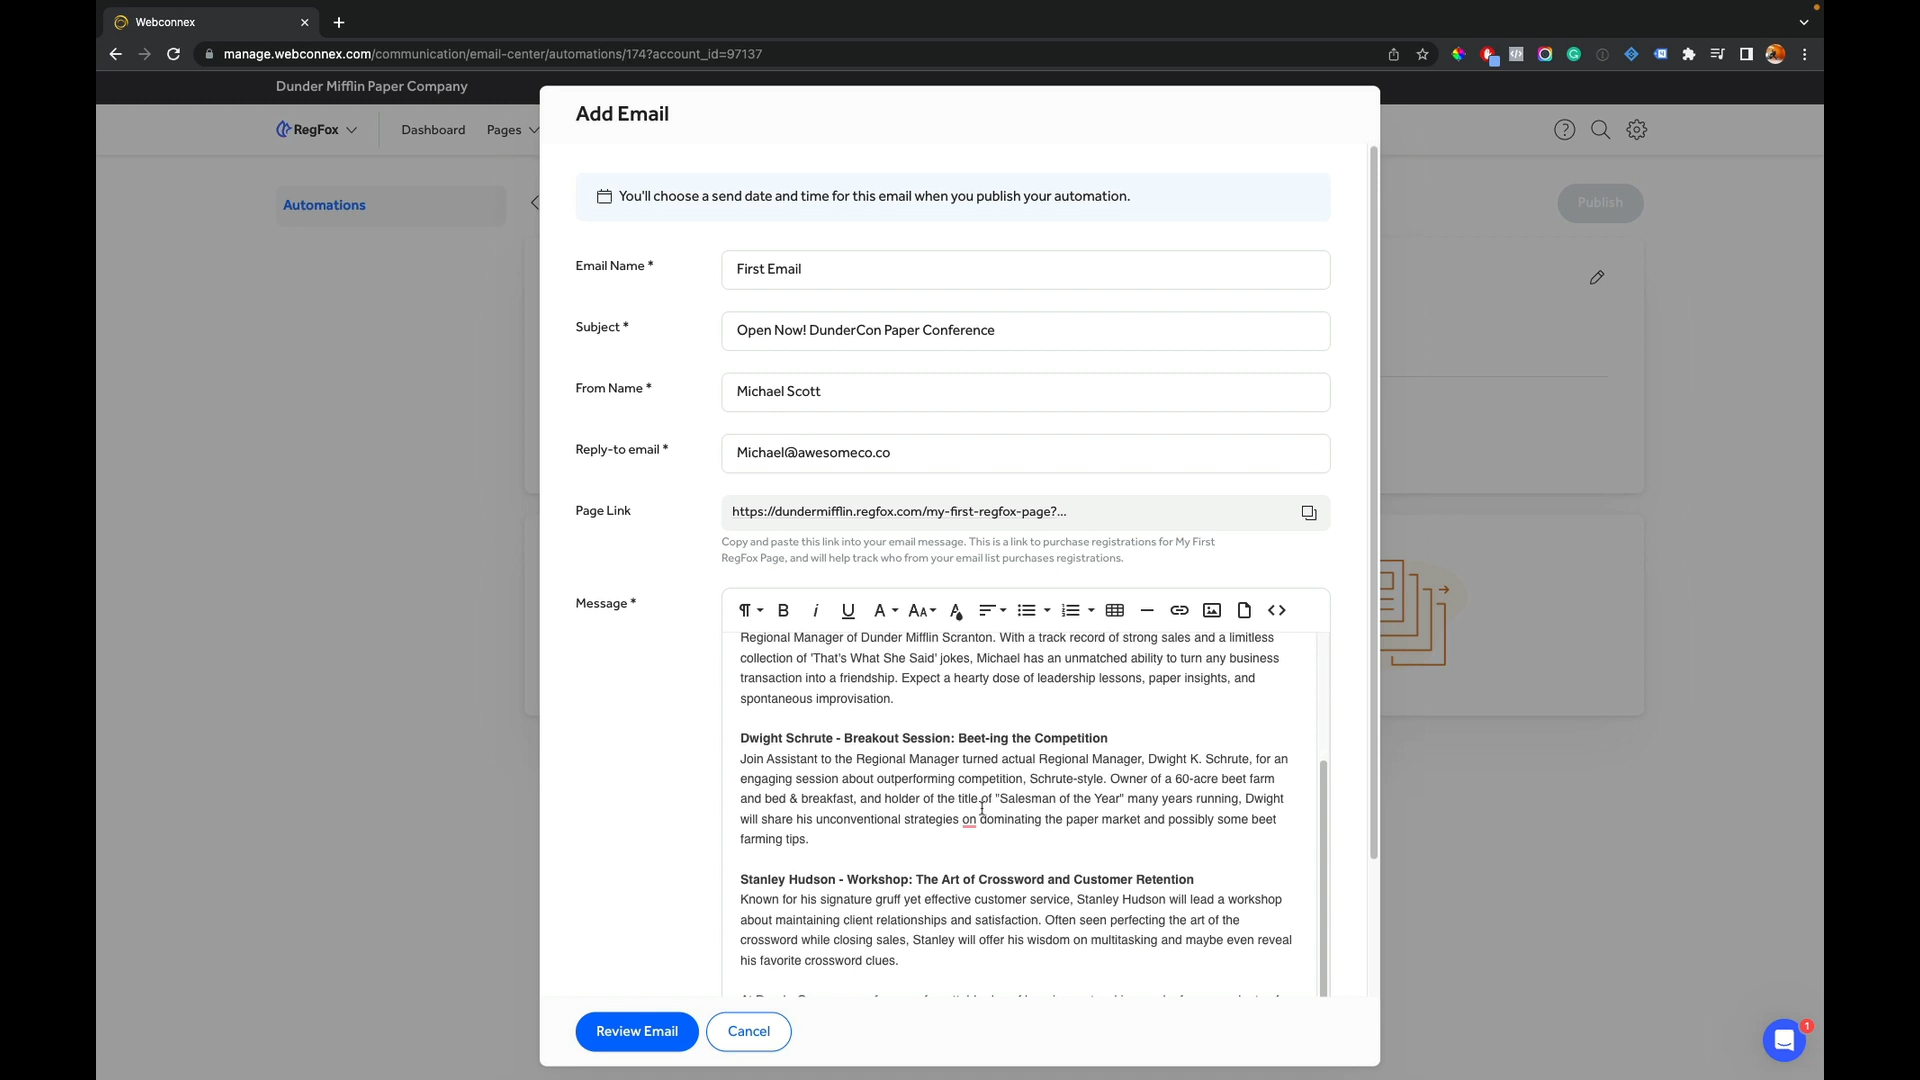 Webconnex
manage.webconnex.com/communication/email-center/automations/174?account_id=97137
Dunder Mifflin Paper Company
RegFox
Dashboard
Pages
Automations
Publish
Add Email
You'll choose a send date and time for this email when you publish your automation.
Email Name *
First Email
Subject *
Open Now! DunderCon Paper Conference
From Name *
Michael Scott
Reply-to email *
Michael@awesomeco.co
Page Link
https://dundermifflin.regfox.com/my-first-regfox-page?...
Copy and paste this link into your email message. This is a link to purchase registrations for My First
RegFox Page, and will help track who from your email list purchases registrations.
Message *
Regional Manager of Dunder Mifflin Scranton. With a track record of strong sales and a limitless
collection of 'That's What She Said' jokes, Michael has an unmatched ability to turn any business
transaction into a friendship. Expect a hearty dose of leadership lessons, paper insights, and
spontaneous improvisation.
Dwight Schrute - Breakout Session: Beet-ing the Competition
Join Assistant to the Regional Manager turned actual Regional Manager, Dwight K. Schrute, for an
engaging session about outperforming competition, Schrute-style. Owner of a 60-acre beet farm
and bed & breakfast, and holder of the title of "Salesman of the Year" many years running, Dwight
will share his unconventional strategies on dominating the paper market and possibly some beet
farming tips.
Stanley Hudson - Workshop: The Art of Crossword and Customer Retention
Known for his signature gruff yet effective customer service, Stanley Hudson will lead a workshop
about maintaining client relationships and satisfaction. Often seen perfecting the art of the
crossword while closing sales, Stanley will offer his wisdom on multitasking and maybe even reveal
his favorite crossword clues.
Review Email
Cancel
1